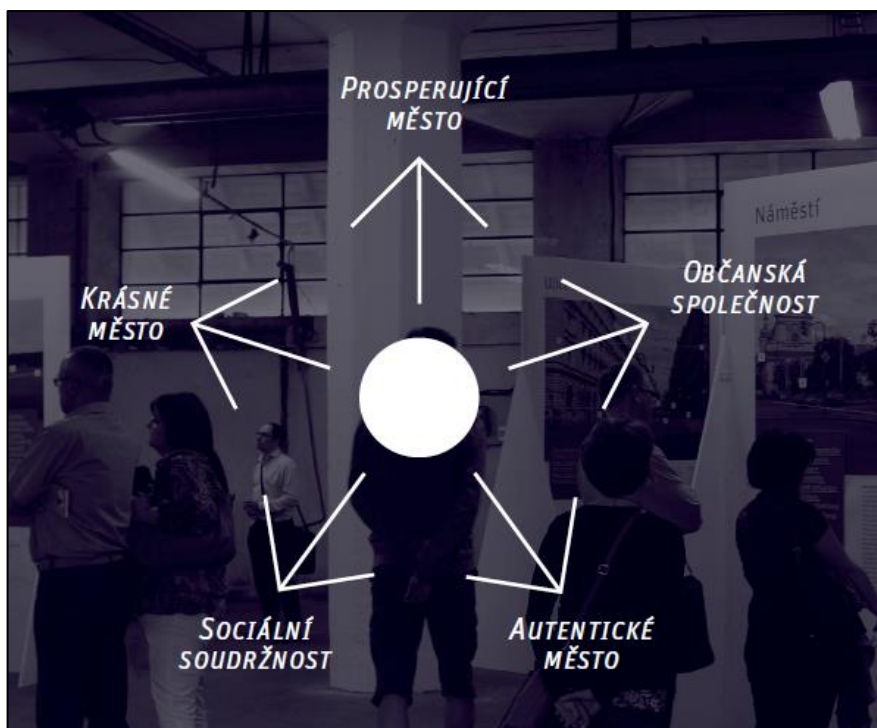 PROSPERUJÍCÍ
MĚSTO
Náměstí
OBČANSKÁ
SPOLEČNOST
KRÁSNÉ
MĚSTO
SOCIÁLNÍ
SOUDRŽNOST
AUTENTICKÉ
MĚSTO